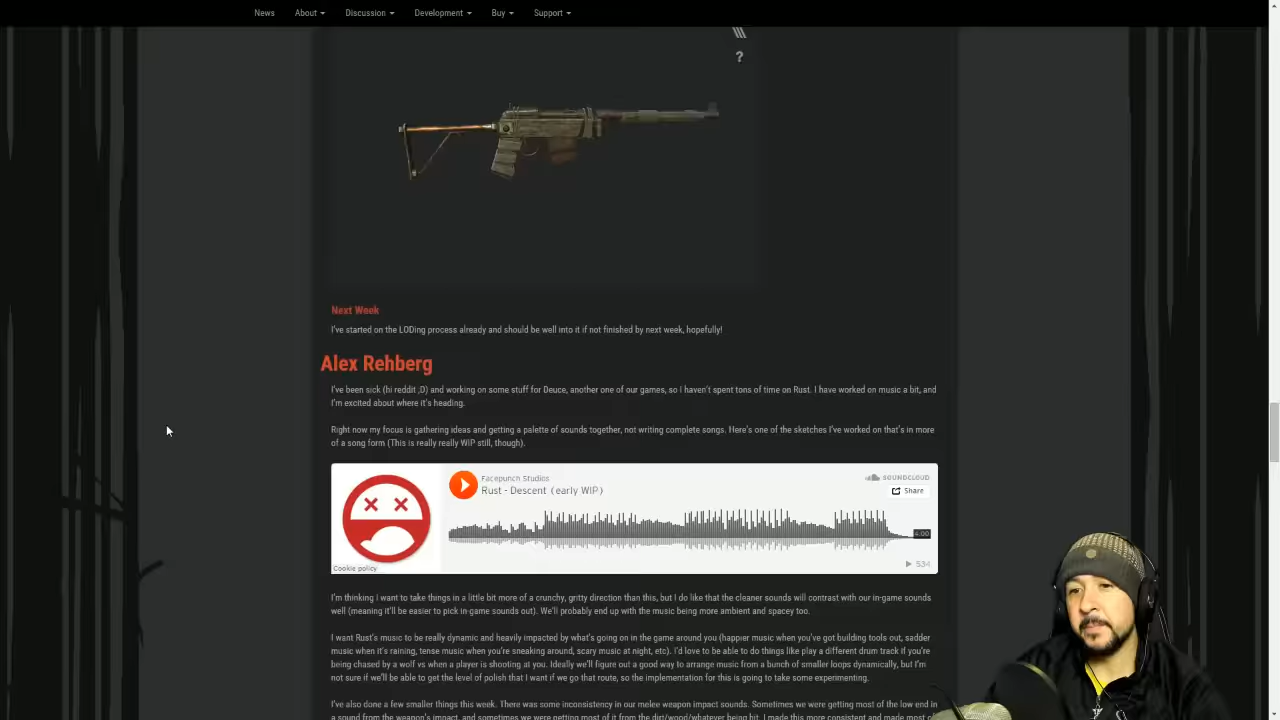 News About Discussion Development Buy Support
?
Next Week
I've started on the LODing process already and should be well into it if not finished by next week, hopefully!
Alex Rehberg
I've been sick (hi reddit ;D) and working on some stuff for Deuce, another one of our games, so I haven't spent tons of time on Rust. I have worked on music a bit, and
I'm excited about where it's heading.
Right now my focus is gathering ideas and getting a palette of sounds together, not writing complete songs. Here's one of the sketches I've worked on that's in more
of a song form (This is really really WIP still, though).
Facepunch Studios
SOUNDCLOUD
Rust - Descent (early WIP)
Share
4:00
Cookie policy
534
I'm thinking I want to take things in a little bit more of a crunchy, gritty direction than this, but I do like that the cleaner sounds will contrast with our in-game sounds
well (meaning it'll be easier to pick in-game sounds out). We'll probably end up with the music being more ambient and spacey too.
I want Rust's music to be really dynamic and heavily impacted by what's going on in the game around you (happier music when you've got building tools out, sadder
music when it's raining, tense music when you're sneaking around, scary music at night, etc). I'd love to be able to do things like play a different drum track if you're
being chased by a wolf vs when a player is shooting at you. Ideally we'll figure out a good way to arrange music from a bunch of smaller loops dynamically, but I'm
not sure if we'll be able to get the level of polish that I want if we go that route, so the implementation for this is going to take some experimenting.
I've also done a few smaller things this week. There was some inconsistency in our melee weapon impact sounds. Sometimes we were getting most of the low end in
a sound from the weapon's impact, and sometimes we were getting most of it from the dirt/wood/whatever being hit. I made this more consistent and made most of